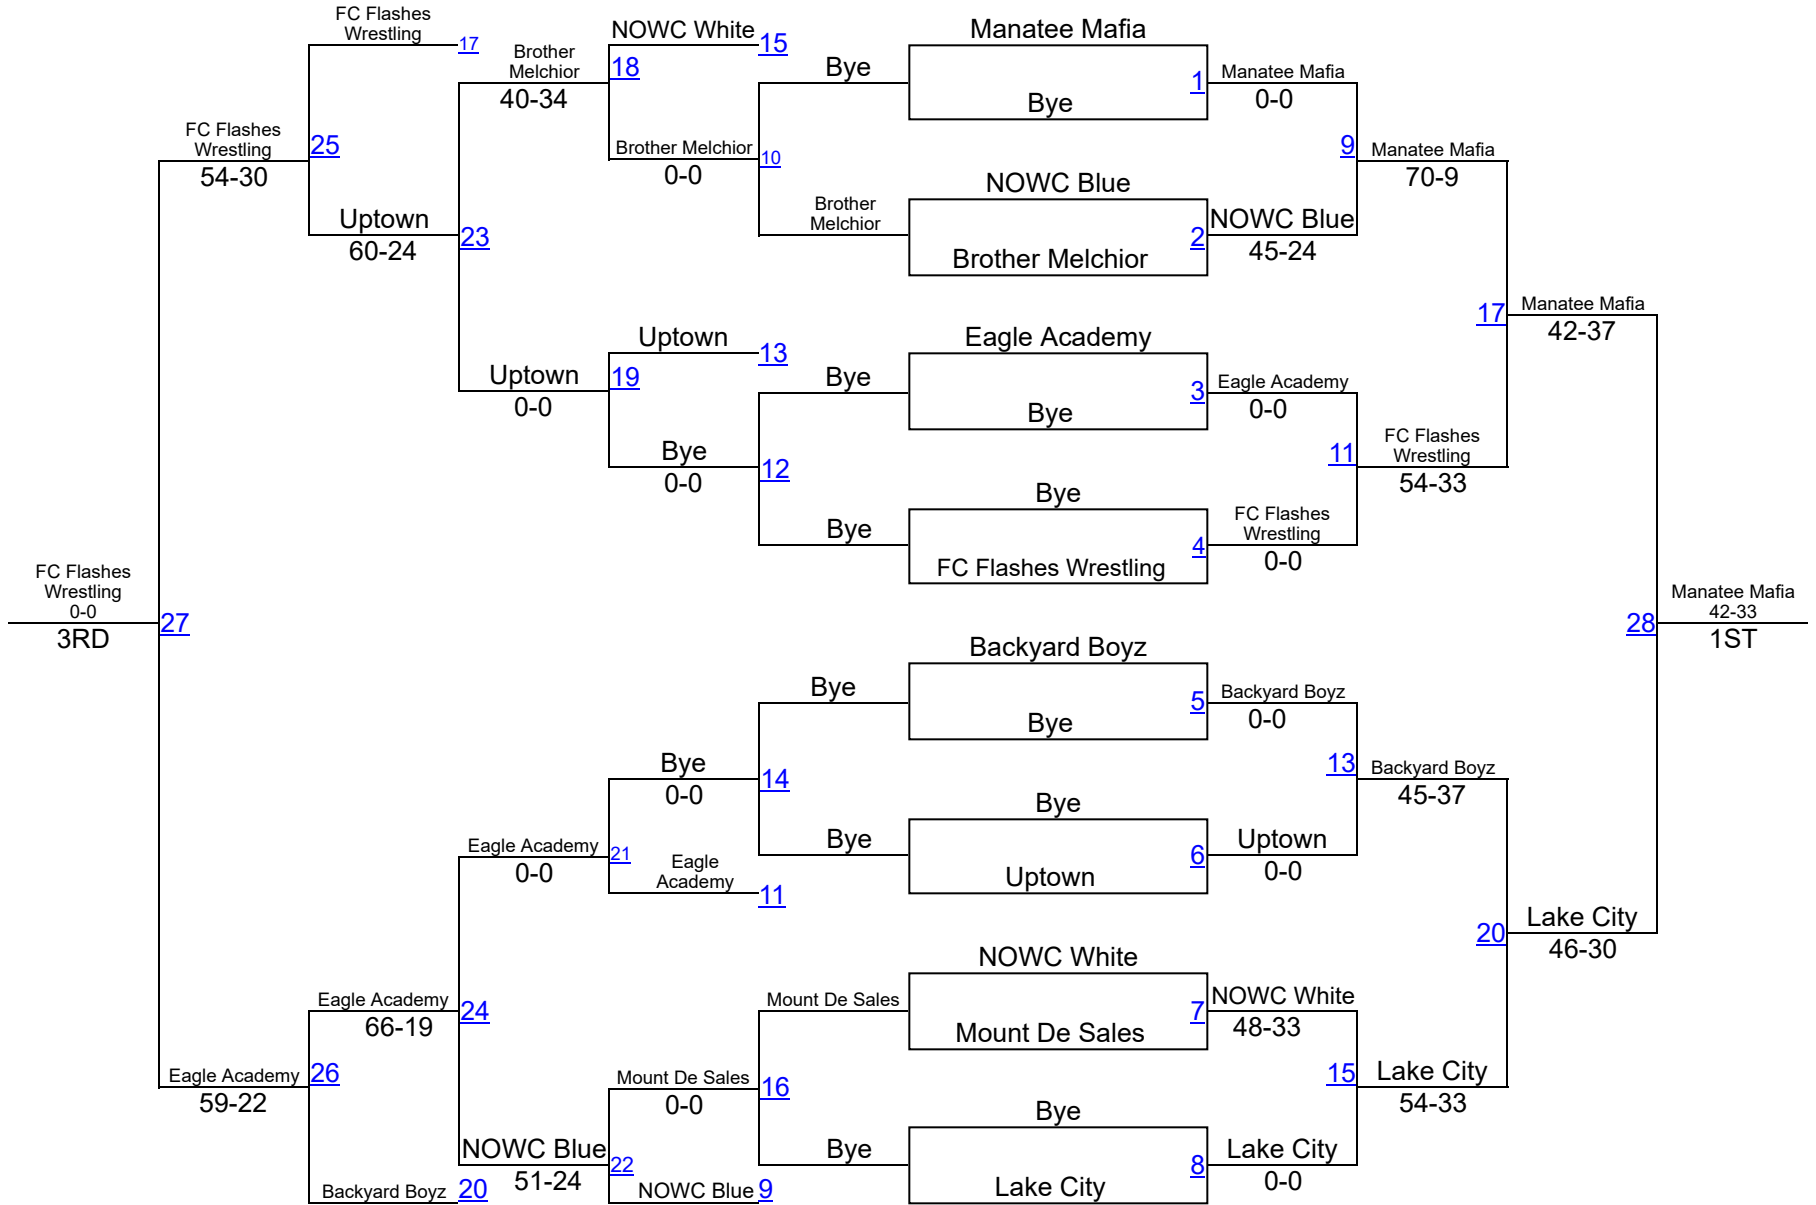 FC Flashes
Wrestling
17
25
FC Flashes
Wrestling
54-30
Uptown
60-24
23
Brother
Melchior
40-34
18
NOWC White
15
Brother Melchior
0-0
10
Bye
Brother
Melchior
Uptown
0-0
19
Uptown
13
Bye
0-0
12
Bye
Bye
Manatee Mafia
Bye
1
Manatee Mafia
0-0
NOWC Blue
Brother Melchior
2
NOWC Blue
45-24
9
Manatee Mafia
70-9
Eagle Academy
Bye
3
Eagle Academy
0-0
Bye
FC Flashes Wrestling
4
FC Flashes
Wrestling
0-0
11
FC Flashes
Wrestling
54-33
17
Manatee Mafia
42-37
FC Flashes
Wrestling
0-0
3RD
27
28
Manatee Mafia
42-33
1ST
Backyard Boyz
Bye
5
Backyard Boyz
0-0
Bye
Uptown
6
Uptown
0-0
13
Backyard Boyz
45-37
NOWC White
Mount De Sales
7
NOWC White
48-33
Bye
Lake City
8
Lake City
0-0
15
Lake City
54-33
20
Lake City
46-30
Bye
Bye
14
Bye
0-0
Eagle Academy
0-0
21
Eagle
Academy
11
Eagle Academy
66-19
24
Mount De Sales
Bye
16
Mount De Sales
0-0
NOWC Blue
51-24
22
NOWC Blue
9
Eagle Academy
59-22
26
Backyard Boyz
20